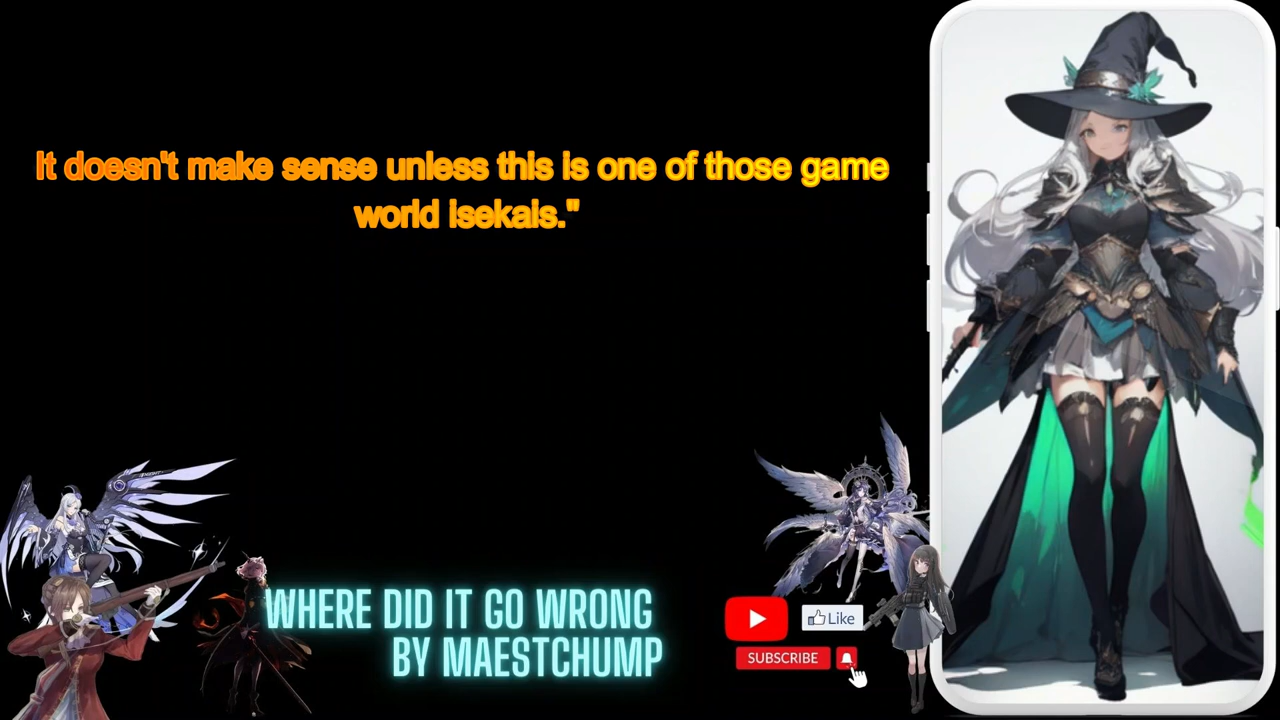 It doesn't make sense unless this is one of those game
world isekais."
WHERE DID IT GO WRONG
BY MAESTCHUMP
Like
SUBSCRIBE